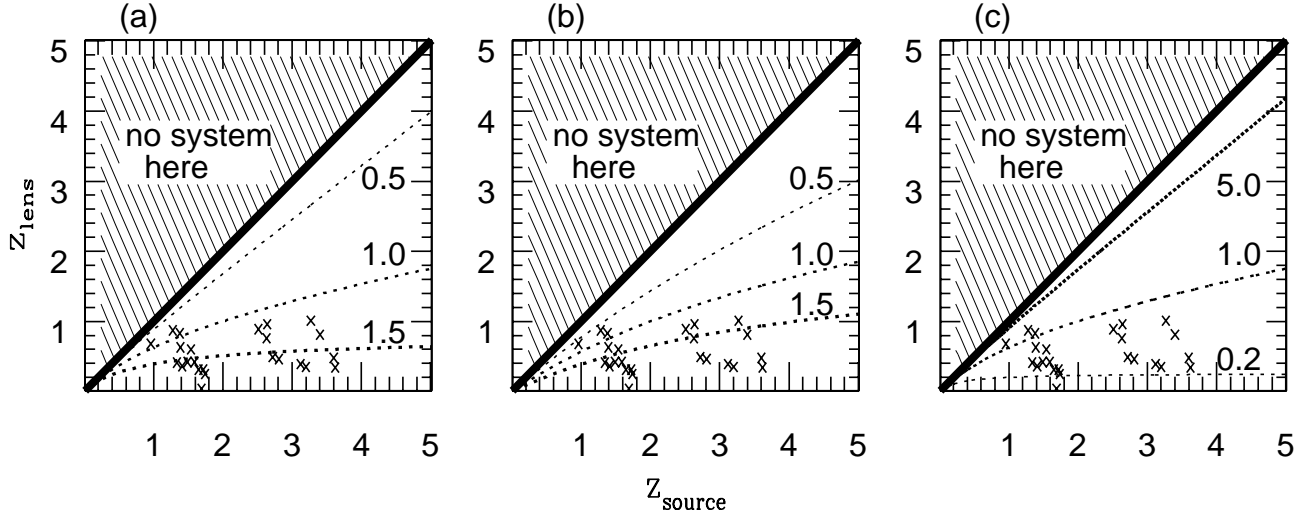 (a) (b) (c)
5 5 5
4 4 4
3 3 3
2 2 2
1 1 1
no system
here
0.5
1.0
1.5
no system
here
0.5
1.0
1.5
no system
here
5.0
1.0
0.2
z_lens
1 2 3 4 5 1 2 3 4 5 1 2 3 4 5
z_source